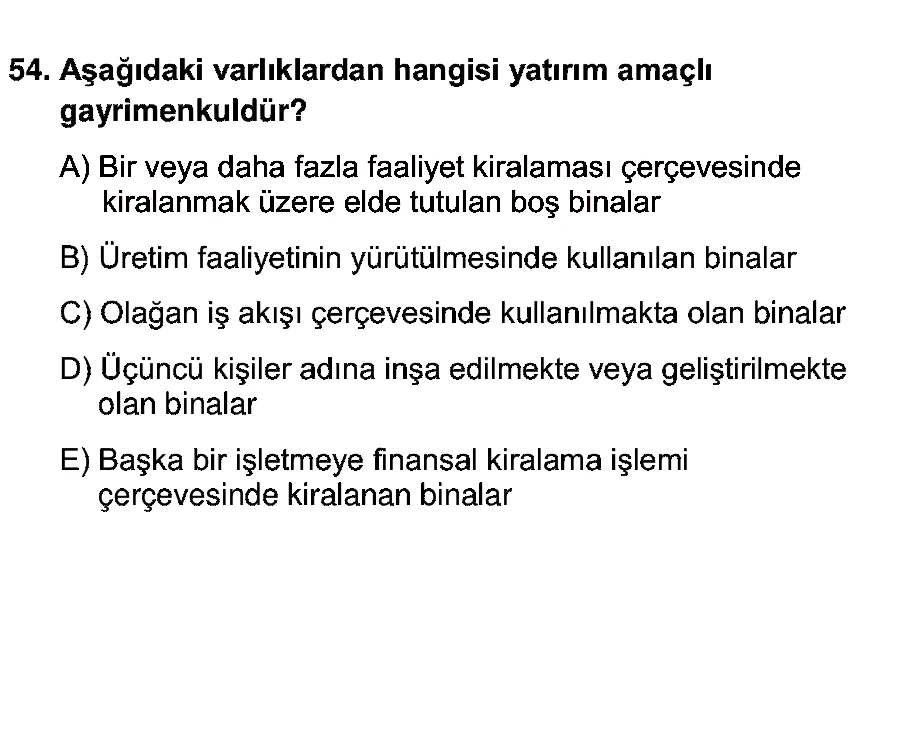 54. Aşağıdaki varlıklardan hangisi yatırım amaçlı
gayrimenkuldür?
A) Bir veya daha fazla faaliyet kiralaması çerçevesinde
kiralanmak üzere elde tutulan boş binalar
B) Üretim faaliyetinin yürütülmesinde kullanılan binalar
C) Olağan iş akışı çerçevesinde kullanılmakta olan binalar
D) Üçüncü kişiler adına inşa edilmekte veya geliştirilmekte
olan binalar
E) Başka bir işletmeye finansal kiralama işlemi
çerçevesinde kiralanan binalar